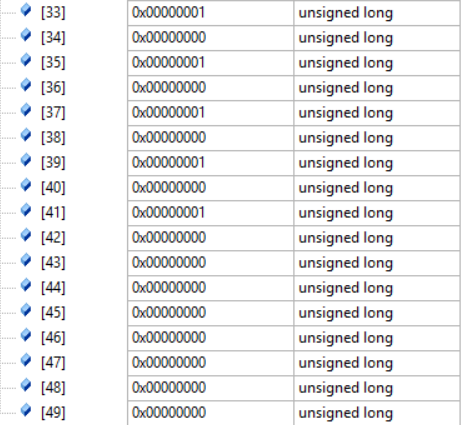 [33] 0x00000001 unsigned long
[34] 0x00000000 unsigned long
[35] 0x00000001 unsigned long
[36] 0x00000000 unsigned long
[37] 0x00000001 unsigned long
[38] 0x00000000 unsigned long
[39] 0x00000001 unsigned long
[40] 0x00000000 unsigned long
[41] 0x00000001 unsigned long
[42] 0x00000000 unsigned long
[43] 0x00000000 unsigned long
[44] 0x00000000 unsigned long
[45] 0x00000000 unsigned long
[46] 0x00000000 unsigned long
[47] 0x00000000 unsigned long
[48] 0x00000000 unsigned long
[49] 0x00000000 unsigned long